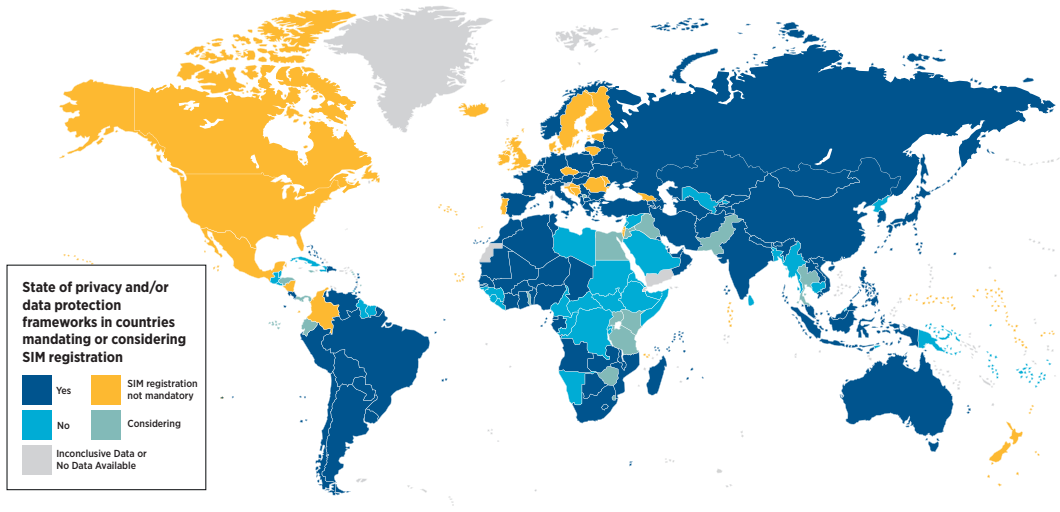 State of privacy and/or
data protection
frameworks in countries
mandating or considering
SIM registration
Yes
SIM registration
not mandatory
No
Considering
Inconclusive Data or
No Data Available